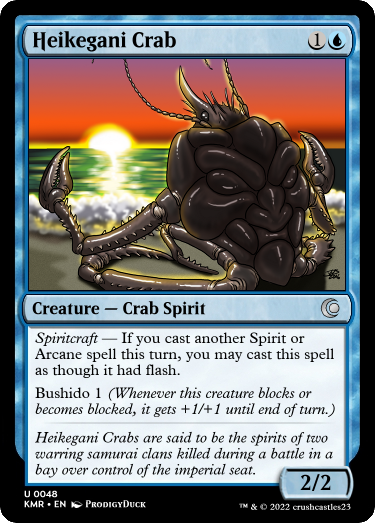 Heikegani Crab 1
Creature — Crab Spirit
Spiritcraft — If you cast another Spirit or
Arcane spell this turn, you may cast this spell
as though it had flash.
Bushido 1 (Whenever this creature blocks or
becomes blocked, it gets +1/+1 until end of turn.)
Heikegani Crabs are said to be the spirits of two
warring samurai clans killed during a battle in a
bay over control of the imperial seat.
2/2
U 0048
KMR • EN ProdigyDuck
™ & © 2022 crushcastles23